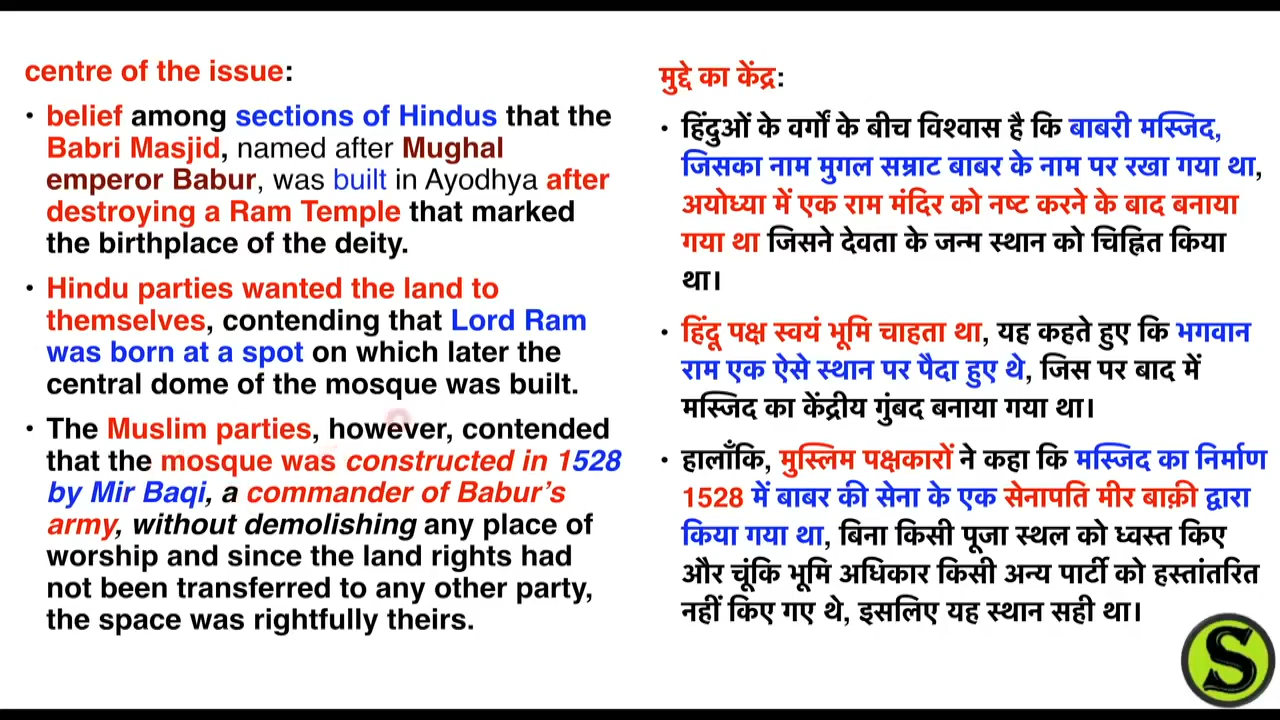 centre of the issue:
• belief among sections of Hindus that the
Babri Masjid, named after Mughal
emperor Babur, was built in Ayodhya after
destroying a Ram Temple that marked
the birthplace of the deity.
• Hindu parties wanted the land to
themselves, contending that Lord Ram
was born at a spot on which later the
central dome of the mosque was built.
• The Muslim parties, however, contended
that the mosque was constructed in 1528
by Mir Baqi, a commander of Babur’s
army, without demolishing any place of
worship and since the land rights had
not been transferred to any other party,
the space was rightfully theirs.
मुद्दे का केंद्र:
• हिंदुओं के वर्गों के बीच विश्वास है कि बाबरी मस्जिद,
जिसका नाम मुगल सम्राट बाबर के नाम पर रखा गया था,
अयोध्या में एक राम मंदिर को नष्ट करने के बाद बनाया
गया था जिसने देवता के जन्म स्थान को चिह्नित किया
था।
• हिंदू पक्ष स्वयं भूमि चाहता था, यह कहते हुए कि भगवान
राम एक ऐसे स्थान पर पैदा हुए थे, जिस पर बाद में
मस्जिद का केंद्रीय गुंबद बनाया गया था।
• हालाँकि, मुस्लिम पक्षकारों ने कहा कि मस्जिद का निर्माण
1528 में बाबर की सेना के एक सेनापति मीर बाक़ी द्वारा
किया गया था, बिना किसी पूजा स्थल को ध्वस्त किए
और चूंकि भूमि अधिकार किसी अन्य पार्टी को हस्तांतरित
नहीं किए गए थे, इसलिए यह स्थान सही था।
S